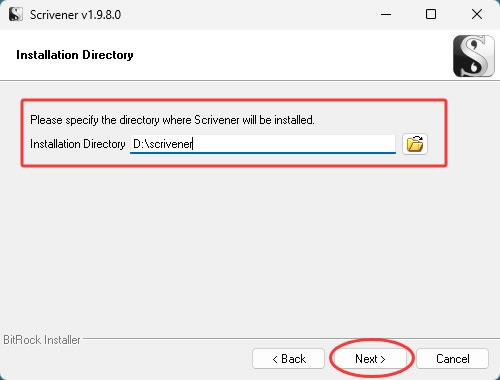 Scrivener v1.9.8.0
Installation Directory
Please specify the directory where Scrivener will be installed.
Installation Directory D:\scrivener
BitRock Installer
< Back Next > Cancel